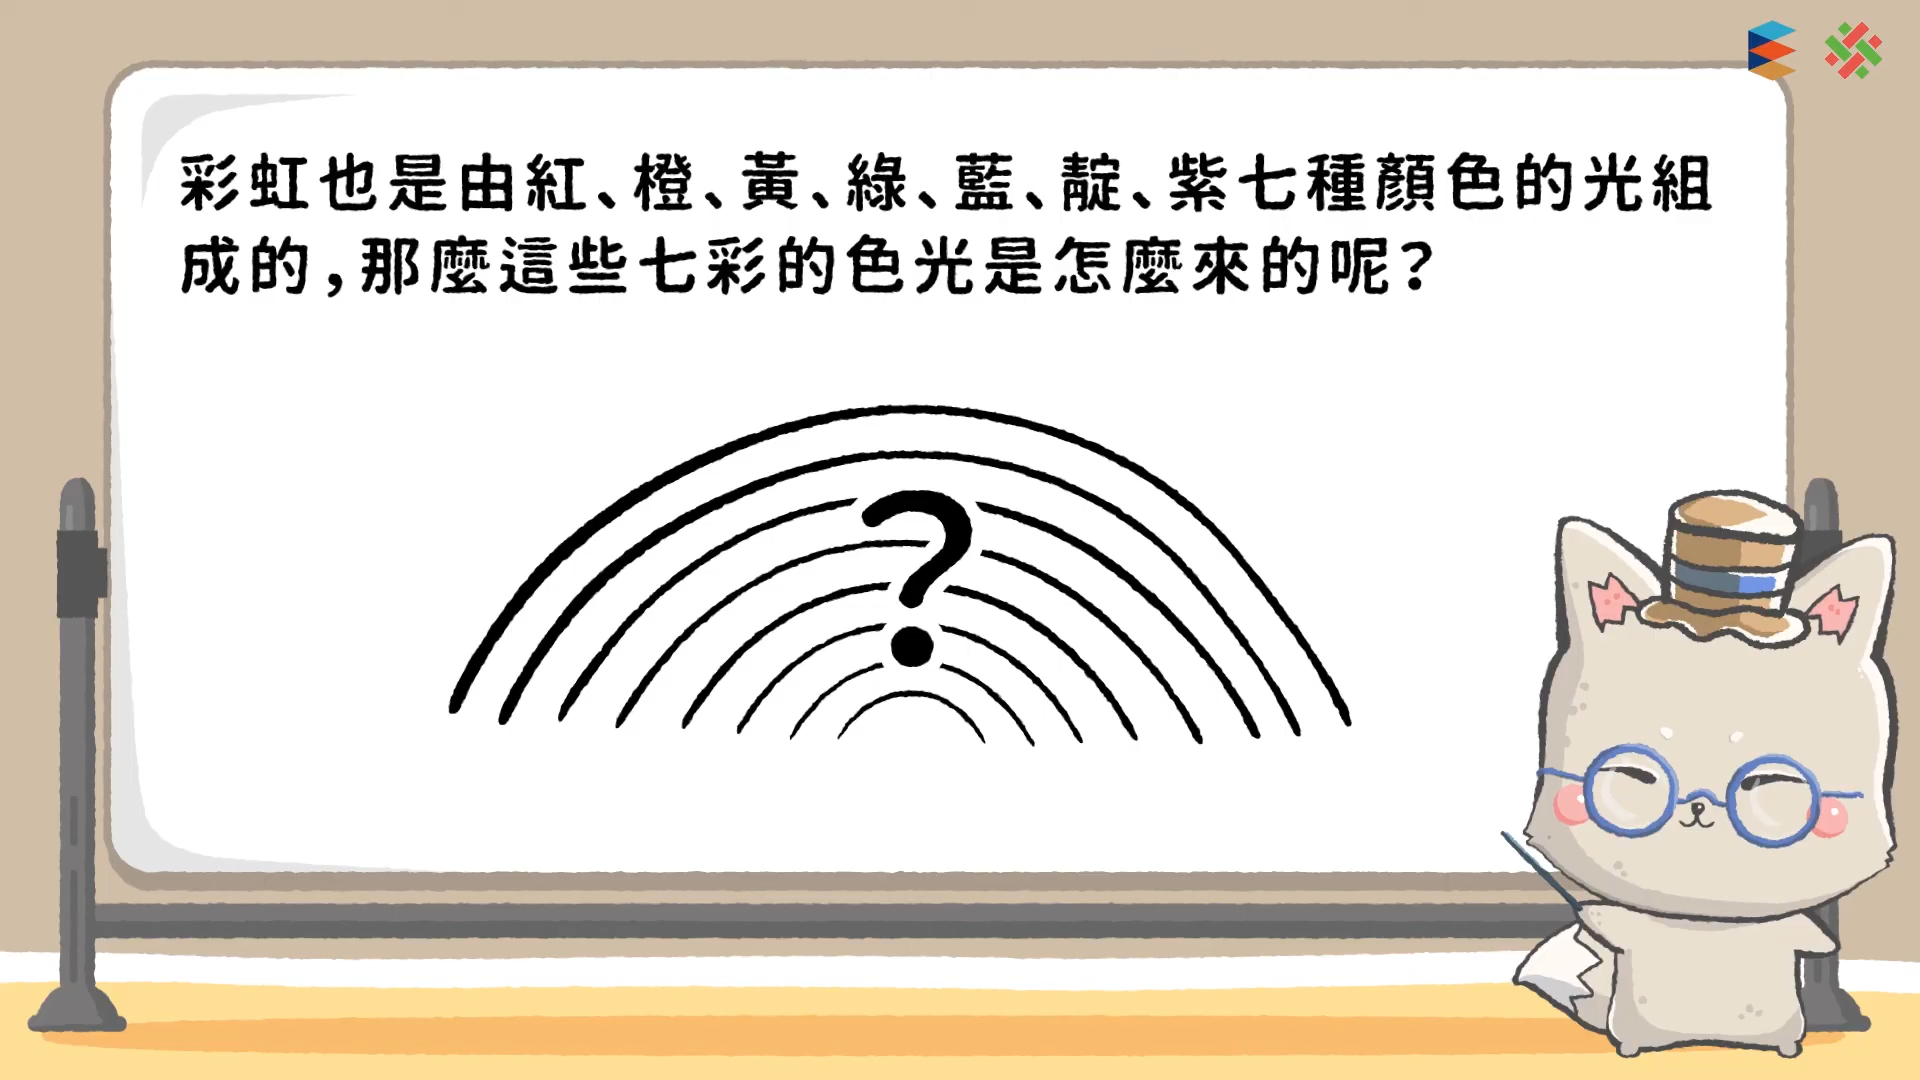 彩虹也是由紅、橙、黃、綠、藍、靛、紫七種顏色的光組
成的,那麼這些七彩的色光是怎麼來的呢?
?